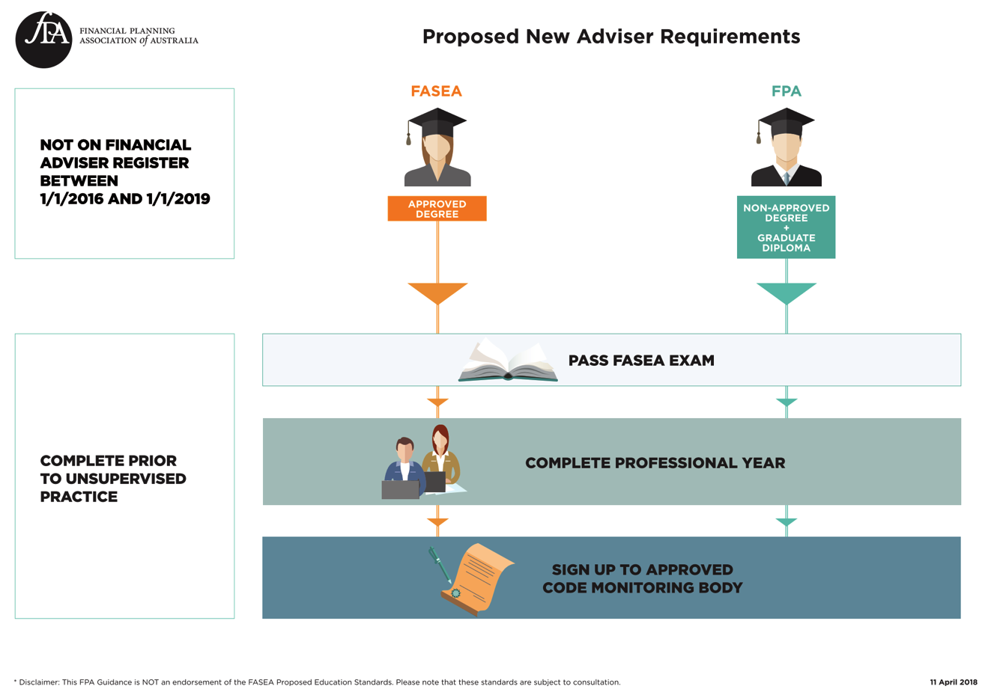 fPA
FINANCIAL PLANNING
ASSOCIATION of AUSTRALIA
Proposed New Adviser Requirements
FASEA
FPA
NOT ON FINANCIAL
ADVISER REGISTER
BETWEEN
1/1/2016 AND 1/1/2019
APPROVED
DEGREE
NON-APPROVED
DEGREE
+
GRADUATE
DIPLOMA
PASS FASEA EXAM
COMPLETE PRIOR
TO UNSUPERVISED
PRACTICE
COMPLETE PROFESSIONAL YEAR
SIGN UP TO APPROVED
CODE MONITORING BODY
* Disclaimer: This FPA Guidance is NOT an endorsement of the FASEA Proposed Education Standards. Please note that these standards are subject to consultation.
11 April 2018